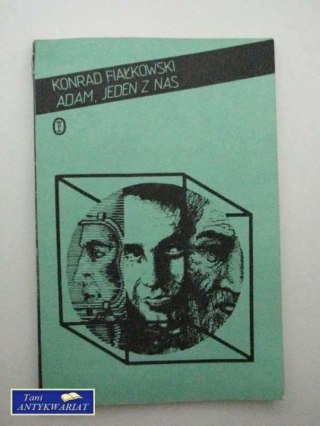 KONRAD FIAŁKOWSKI
ADAM, JEDEN Z NAS
Tani
ANTYKWARIAT